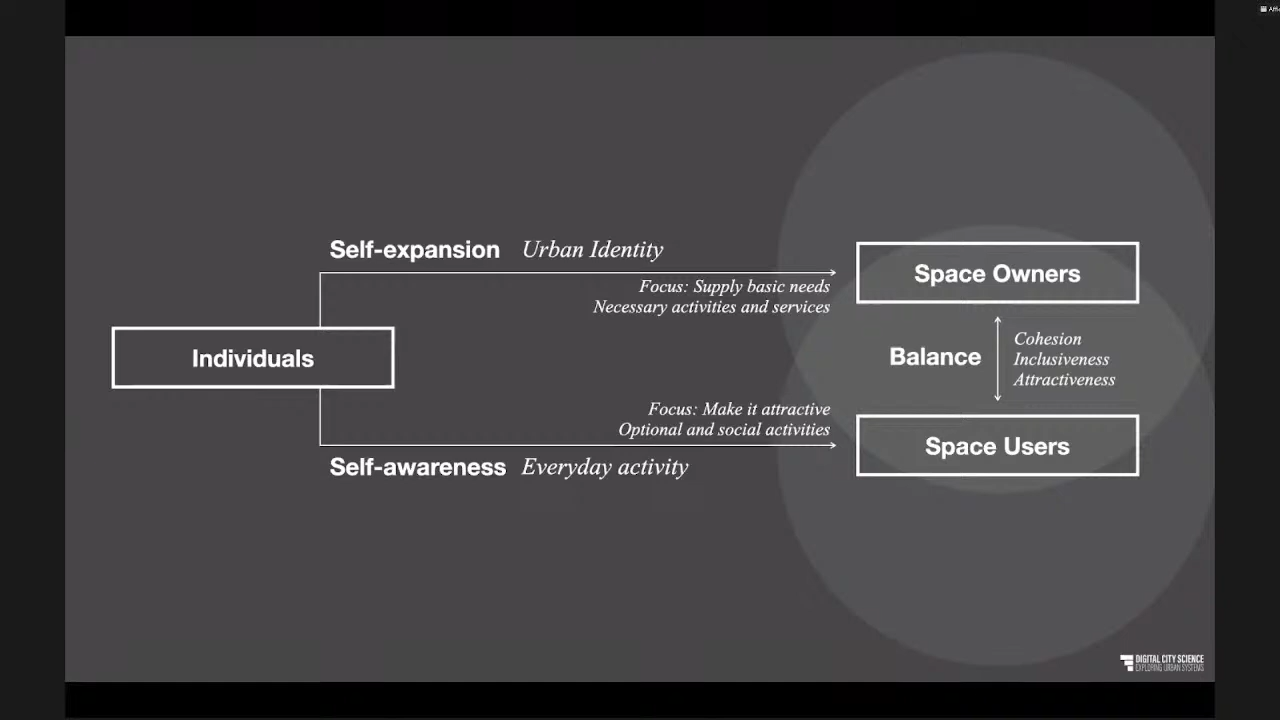 Self-expansion Urban Identity
Focus: Supply basic needs
Necessary activities and services
Space Owners
Individuals
Balance
Cohesion
Inclusiveness
Attractiveness
Focus: Make it attractive
Optional and social activities
Space Users
Self-awareness Everyday activity
DIGITAL CITY SCIENCE
EXPLORING URBAN SYSTEMS